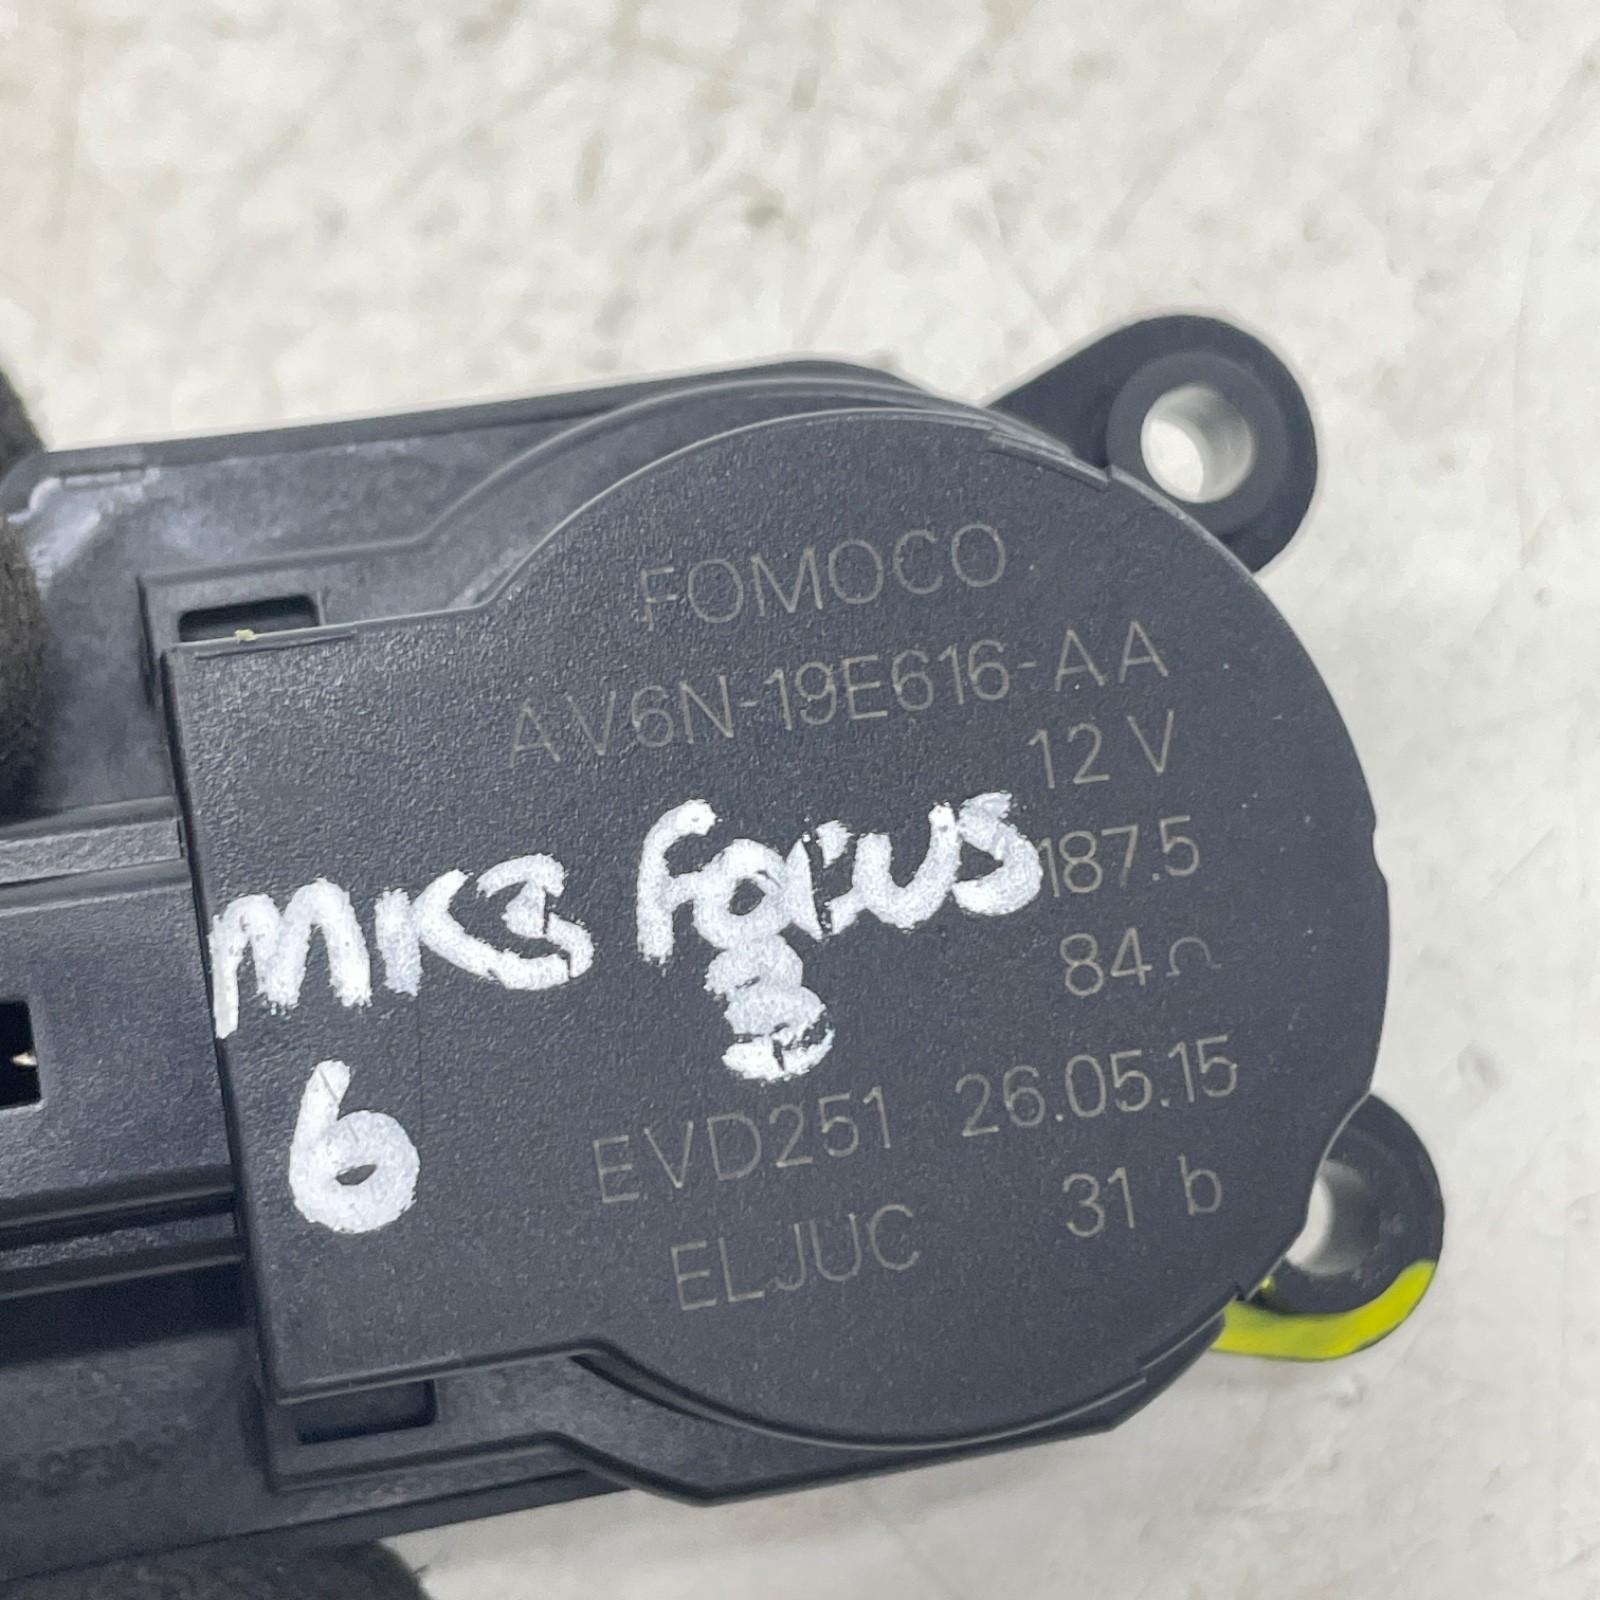 FOMOCO
AV6N-19E616-AA
12 V
187.5
MK3 Focus
84Ω
6
EVD251 26.05.15
ELJUC 31 b